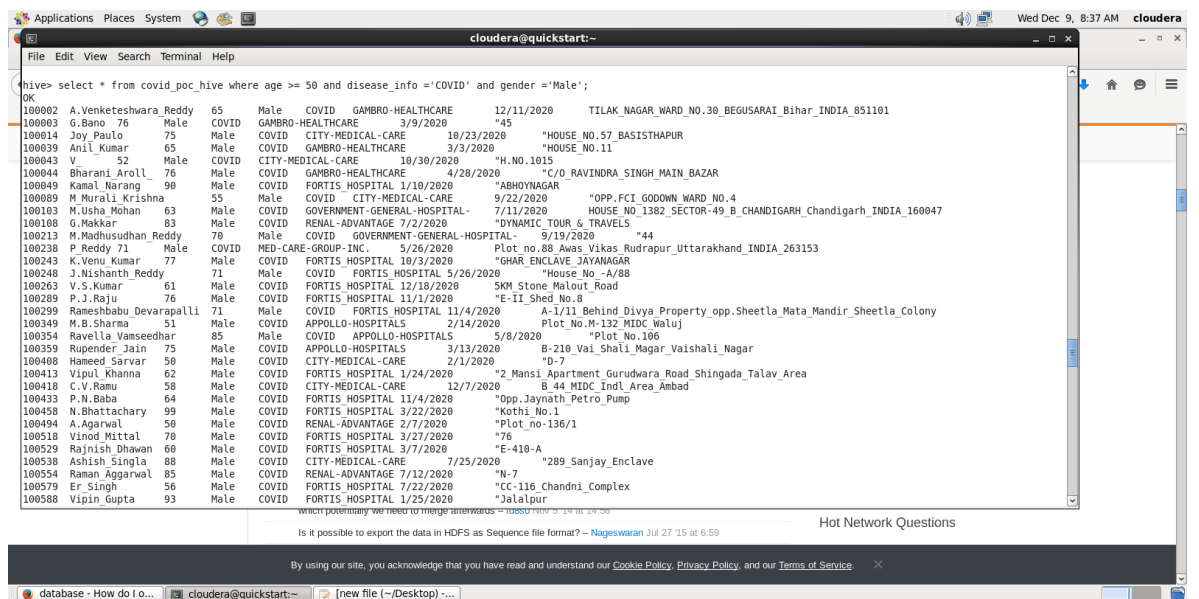 Applications Places System Wed Dec 9, 8:37 AM cloudera
cloudera@quickstart:~
File Edit View Search Terminal Help
hive> select * from covid_poc_hive where age >= 50 and disease_info ='COVID' and gender ='Male';
OK
100002 A.Venketeshwara_Reddy 65 Male COVID GAMBRO-HEALTHCARE 12/11/2020 TILAK_NAGAR_WARD_NO.30_BEGUSARAI_Bihar_INDIA_851101
100003 G.Bano 76 Male COVID GAMBRO-HEALTHCARE 3/9/2020 "45
100014 Joy_Paulo 75 Male COVID CITY-MEDICAL-CARE 10/23/2020 "HOUSE_NO.57_BASISTHAPUR
100039 Anil_Kumar 65 Male COVID GAMBRO-HEALTHCARE 3/3/2020 "HOUSE_NO.11
100043 V_ 52 Male COVID CITY-MEDICAL-CARE 10/30/2020 "H.NO.1015
100044 Bharani_Aroll_ 76 Male COVID GAMBRO-HEALTHCARE 4/28/2020 "C/O_RAVINDRA_SINGH_MAIN_BAZAR
100049 Kamal_Narang 90 Male COVID FORTIS_HOSPITAL 1/10/2020 "ABHOYNAGAR
100089 M_Murali_Krishna 55 Male COVID CITY-MEDICAL-CARE 9/22/2020 "OPP.FCI_GODOWN_WARD_NO.4
100103 M.Usha_Mohan 63 Male COVID GOVERNMENT-GENERAL-HOSPITAL- 7/11/2020 HOUSE_NO_1382_SECTOR-49_B_CHANDIGARH_Chandigarh_INDIA_160047
100108 G.Makkar 83 Male COVID RENAL-ADVANTAGE 7/2/2020 "DYNAMIC_TOUR_&_TRAVELS
100213 M.Madhusudhan_Reddy 70 Male COVID GOVERNMENT-GENERAL-HOSPITAL- 9/19/2020 "44
100238 P_Reddy 71 Male COVID MED-CARE-GROUP-INC. 5/26/2020 Plot_no.88_Awas_Vikas_Rudrapur_Uttarakhand_INDIA_263153
100243 K.Venu_Kumar 77 Male COVID FORTIS_HOSPITAL 10/3/2020 "GHAR_ENCLAVE_JAYANAGAR
100248 J.Nishanth_Reddy 71 Male COVID FORTIS_HOSPITAL 5/26/2020 "House_No_-A/88
100263 V.S.Kumar 61 Male COVID FORTIS_HOSPITAL 12/18/2020 5KM_Stone_Malout_Road
100289 P.J.Raju 76 Male COVID FORTIS_HOSPITAL 11/1/2020 "E-II_Shed_No.8
100299 Rameshbabu_Devarapalli 71 Male COVID FORTIS_HOSPITAL 11/4/2020 A-1/11_Behind_Divya_Property_opp.Sheetla_Mata_Mandir_Sheetla_Colony
100349 M.B.Sharma 51 Male COVID APPOLLO-HOSPITALS 2/14/2020 Plot_No.M-132_MIDC_Waluj
100354 Ravella_Vamseedhar 85 Male COVID APPOLLO-HOSPITALS 5/8/2020 "Plot_No.106
100359 Rupender_Jain 75 Male COVID APPOLLO-HOSPITALS 3/13/2020 B-210_Vai_Shali_Magar_Vaishali_Nagar
100408 Hameed_Sarvar 50 Male COVID CITY-MEDICAL-CARE 2/1/2020 "D-7
100413 Vipul_Khanna 62 Male COVID FORTIS_HOSPITAL 1/24/2020 "2_Mansi_Apartment_Gurudwara_Road_Shingada_Talav_Area
100418 C.V.Ramu 58 Male COVID CITY-MEDICAL-CARE 12/7/2020 B_44_MIDC_Indl_Area_Ambad
100433 P.N.Baba 64 Male COVID FORTIS_HOSPITAL 11/4/2020 "Opp.Jaynath_Petro_Pump
100458 N.Bhattachary 99 Male COVID FORTIS_HOSPITAL 3/22/2020 "Kothi_No.1
100494 A.Agarwal 50 Male COVID RENAL-ADVANTAGE 2/7/2020 "Plot_no-136/1
100518 Vinod_Mittal 70 Male COVID FORTIS_HOSPITAL 3/27/2020 "76
100529 Rajnish_Dhawan 60 Male COVID FORTIS_HOSPITAL 3/7/2020 "E-410-A
100538 Ashish_Singla 88 Male COVID CITY-MEDICAL-CARE 7/25/2020 "289_Sanjay_Enclave
100554 Raman_Aggarwal 85 Male COVID RENAL-ADVANTAGE 7/12/2020 "N-7
100579 Er_Singh 56 Male COVID FORTIS_HOSPITAL 7/22/2020 "CC-116_Chandni_Complex
100588 Vipin_Gupta 93 Male COVID FORTIS_HOSPITAL 1/25/2020 "Jalalpur
which potentially we need to merge afterwards – Nov 5 '14 at 14:56
Hot Network Questions
Is it possible to export the data in HDFS as Sequence file format? – Nageswaran Jul 27 '15 at 6:59
By using our site, you acknowledge that you have read and understand our Cookie Policy, Privacy Policy, and our Terms of Service.
database - How do I o... cloudera@quickstart:~ [new file (~/Desktop) -...